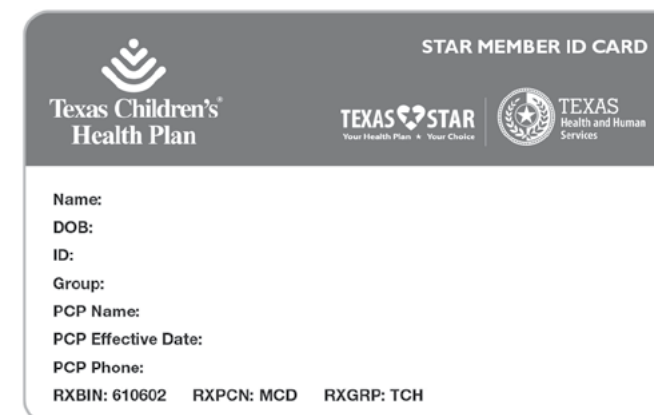 STAR MEMBER ID CARD
Texas Children's®
Health Plan
TEXAS STAR
Your Health Plan ★ Your Choice
TEXAS
Health and Human
Services
Name:
DOB:
ID:
Group:
PCP Name:
PCP Effective Date:
PCP Phone:
RXBIN: 610602 RXPCN: MCD RXGRP: TCH